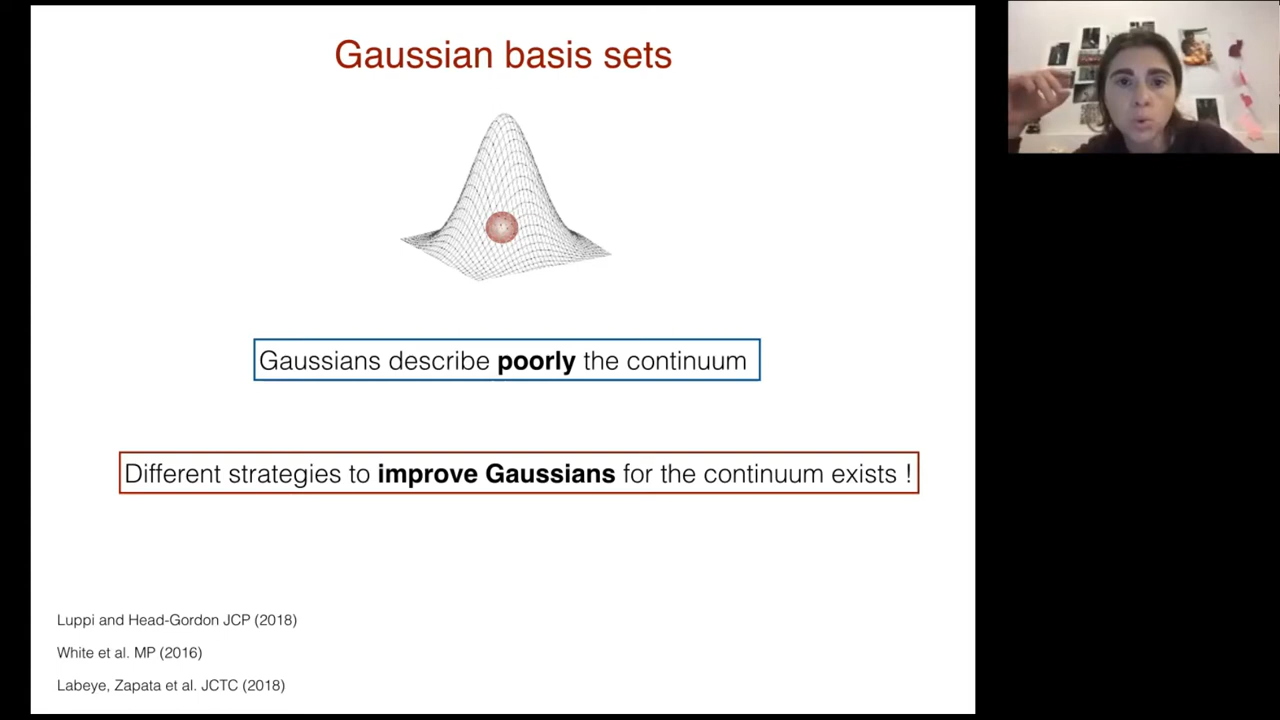 Gaussian basis sets
Gaussians describe poorly the continuum
Different strategies to improve Gaussians for the continuum exists !
Luppi and Head-Gordon JCP (2018)
White et al. MP (2016)
Labeye, Zapata et al. JCTC (2018)